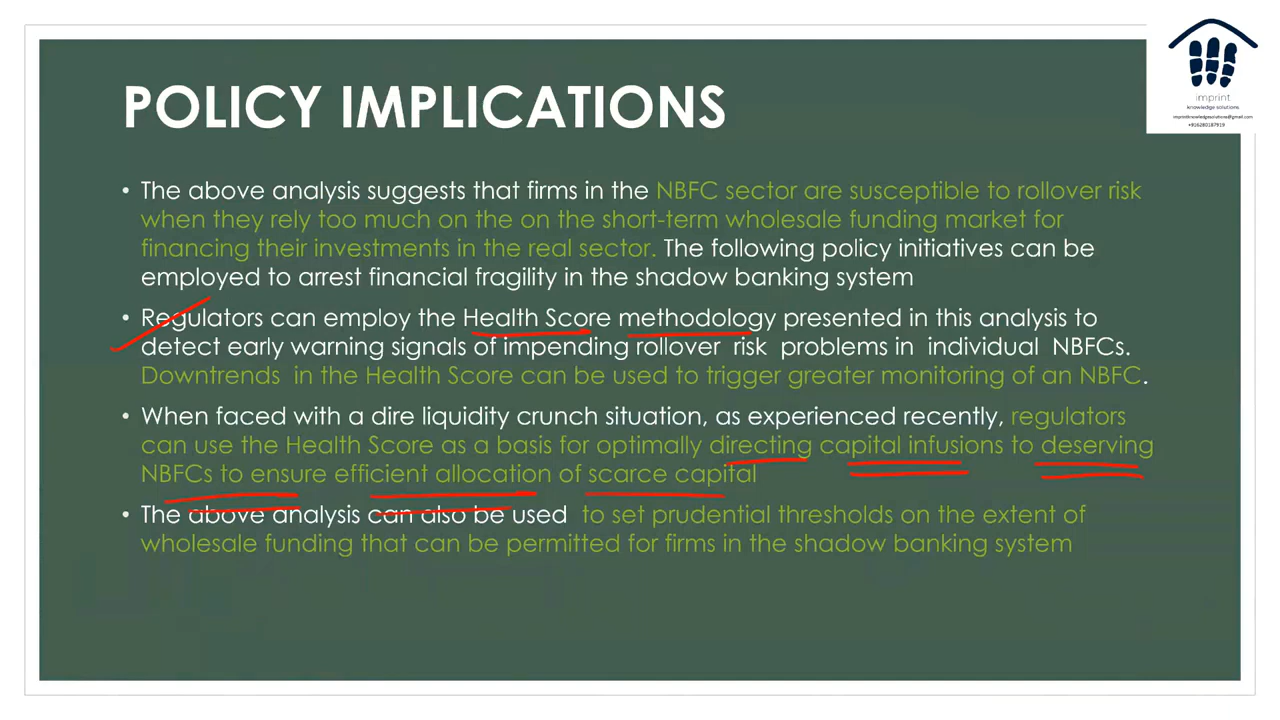 imprint
knowledge solutions
imprintknowledgesolutions@gmail.com
+916280187919
POLICY IMPLICATIONS
• The above analysis suggests that firms in the NBFC sector are susceptible to rollover risk
when they rely too much on the on the short-term wholesale funding market for
financing their investments in the real sector. The following policy initiatives can be
employed to arrest financial fragility in the shadow banking system
• Regulators can employ the Health Score methodology presented in this analysis to
detect early warning signals of impending rollover risk problems in individual NBFCs.
Downtrends in the Health Score can be used to trigger greater monitoring of an NBFC.
• When faced with a dire liquidity crunch situation, as experienced recently, regulators
can use the Health Score as a basis for optimally directing capital infusions to deserving
NBFCs to ensure efficient allocation of scarce capital
• The above analysis can also be used to set prudential thresholds on the extent of
wholesale funding that can be permitted for firms in the shadow banking system